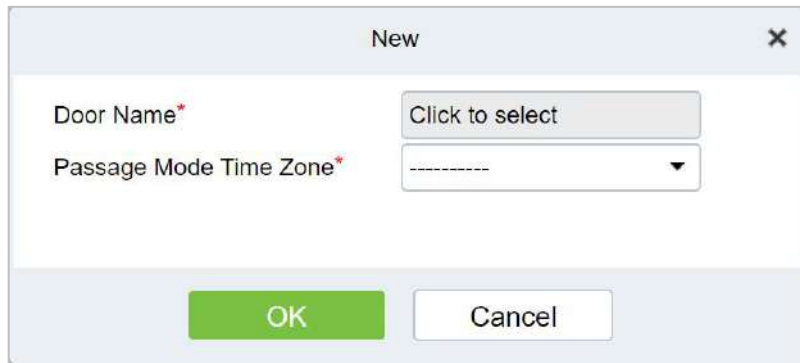 New
Door Name* Click to select
Passage Mode Time Zone* ----------
OK Cancel